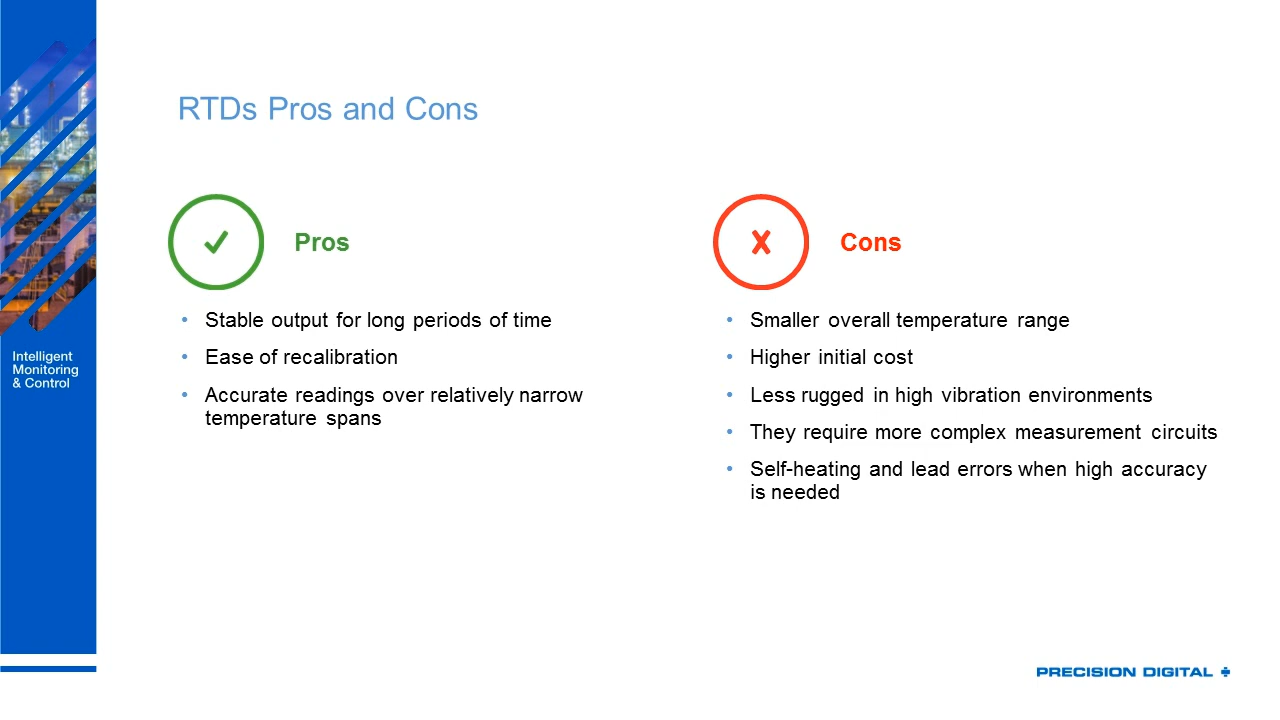 RTDs Pros and Cons
Pros
Stable output for long periods of time
Ease of recalibration
Accurate readings over relatively narrow
temperature spans
Cons
Smaller overall temperature range
Higher initial cost
Less rugged in high vibration environments
They require more complex measurement circuits
Self-heating and lead errors when high accuracy
is needed
Intelligent
Monitoring
& Control
PRECISION DIGITAL